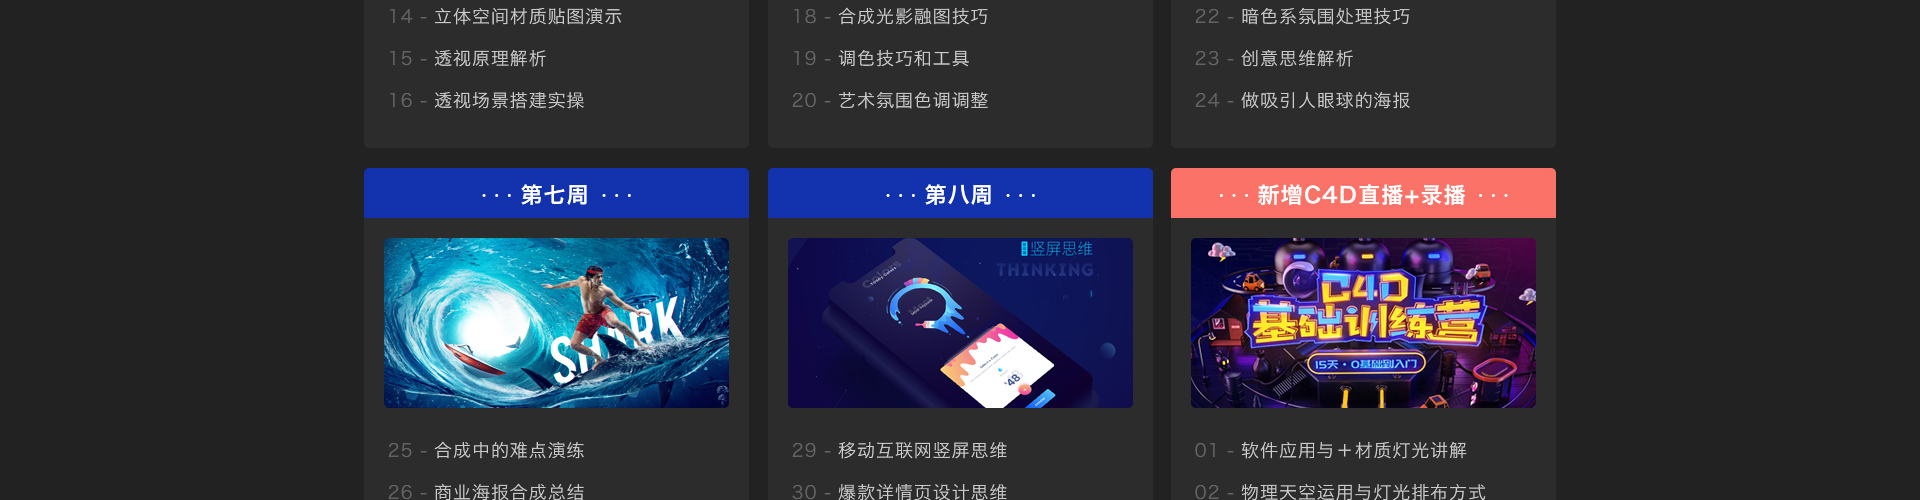 14 - 立体空间材质贴图演示
15 - 透视原理解析
16 - 透视场景搭建实操
18 - 合成光影融图技巧
19 - 调色技巧和工具
20 - 艺术氛围色调调整
22 - 暗色系氛围处理技巧
23 - 创意思维解析
24 - 做吸引人眼球的海报
··· 第七周 ···
SHARK
25 - 合成中的难点演练
26 - 商业海报合成总结
··· 第八周 ···
竖屏思维
THINKING
48
29 - 移动互联网竖屏思维
30 - 爆款详情页设计思维
··· 新增C4D直播+录播 ···
C4D
基础训练营
15天·0基础到入门
01 - 软件应用与＋材质灯光讲解
02 - 物理天空运用与灯光排布方式